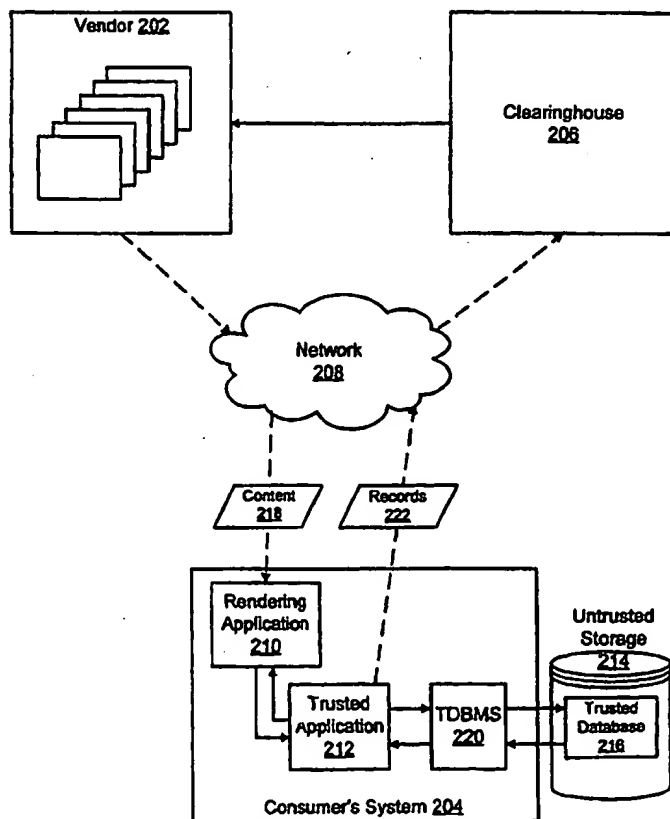 Vendor 202
Clearinghouse
206
Network
208
Content
218
Records
222
Rendering
Application
210
Untrusted
Storage
214
Trusted
Application
212
TDBMS
220
Trusted
Database
216
Consumer's System 204